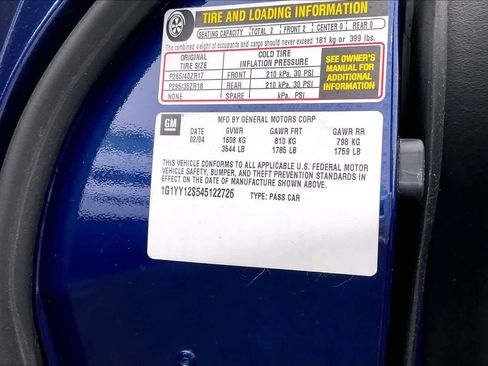 TIRE AND LOADING INFORMATION
SEATING CAPACITY TOTAL 2 FRONT 2 CENTER 0 REAR 0
The combined weight of occupants and cargo should never exceed 181 kg or 399 lbs.
ORIGINAL TIRE SIZE
COLD TIRE INFLATION PRESSURE
P265/40ZR17 FRONT 210 kPa, 30 PSI
P295/35ZR18 REAR 210 kPa, 30 PSI
NONE SPARE kPa, PSI
SEE OWNER'S
MANUAL FOR
ADDITIONAL
INFORMATION
GM
MFD BY GENERAL MOTORS CORP
DATE GVWR GAWR FRT GAWR RR
02/04 1608 KG 810 KG 798 KG
3544 LB 1785 LB 1759 LB
THIS VEHICLE CONFORMS TO ALL APPLICABLE U.S. FEDERAL MOTOR
VEHICLE SAFETY, BUMPER, AND THEFT PREVENTION STANDARDS IN
EFFECT ON THE DATE OF MANUFACTURE SHOWN ABOVE.
1G1YY12S545122726 TYPE: PASS CAR